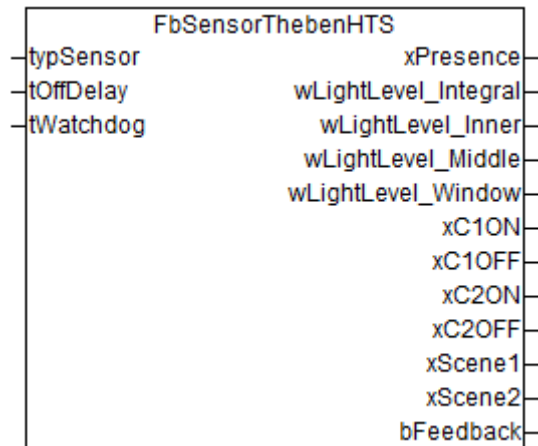 FbSensorThebenHTS
typSensor xPresence
tOffDelay wLightLevel_Integral
tWatchdog wLightLevel_Inner
wLightLevel_Middle
wLightLevel_Window
xC1ON
xC1OFF
xC2ON
xC2OFF
xScene1
xScene2
bFeedback